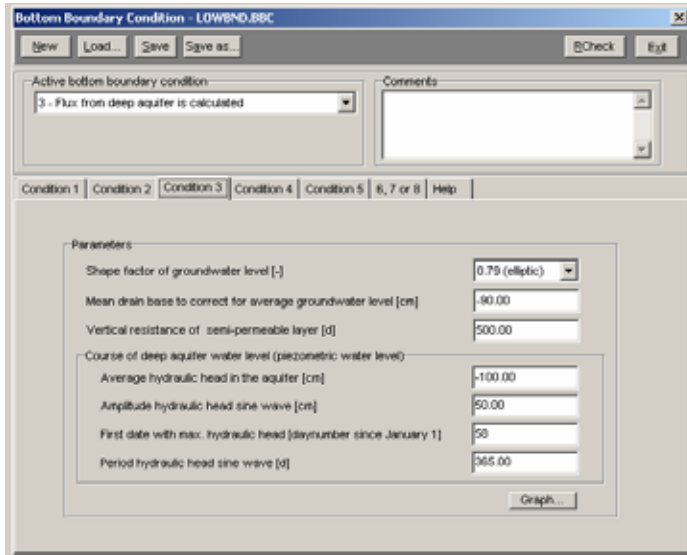 Bottom Boundary Condition - LOWBND.BBC
New Load... Save Save as... RCheck Exit
Active bottom boundary condition Comments
3 - Flux from deep aquifer is calculated
Condition 1 Condition 2 Condition 3 Condition 4 Condition 5 6, 7 or 8 Help
Parameters
Shape factor of groundwater level [-] 0.79 (elliptic)
Mean drain base to correct for average groundwater level [cm] -90.00
Vertical resistance of semi-permeable layer [d] 500.00
Course of deep aquifer water level (piezometric water level)
Average hydraulic head in the aquifer [cm] -100.00
Amplitude hydraulic head sine wave [cm] 50.00
First date with max. hydraulic head [daynumber since January 1] 58
Period hydraulic head sine wave [d] 365.00
Graph...